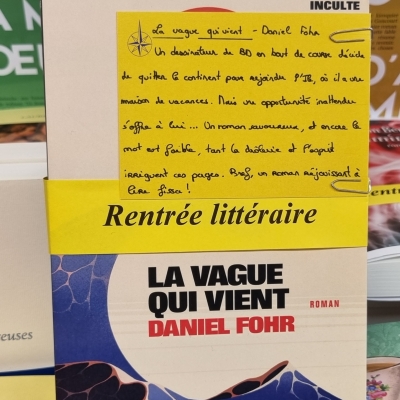 INCULTE
La vague qui vient - Daniel Fohr
Un dessinateur de BD en bout de course décide
de quitter le continent pour rejoindre l'île, où il a une
maison de vacances. Mais une opportunité inattendue
s'offre à lui... Un roman savoureux, et encore le
mot est faible, tant la drôlerie et l'esprit
irriguent ces pages. Bref, un roman réjouissant à
lire fissa !
Rentrée littéraire
LA VAGUE
QUI VIENT
ROMAN
DANIEL FOHR
euses